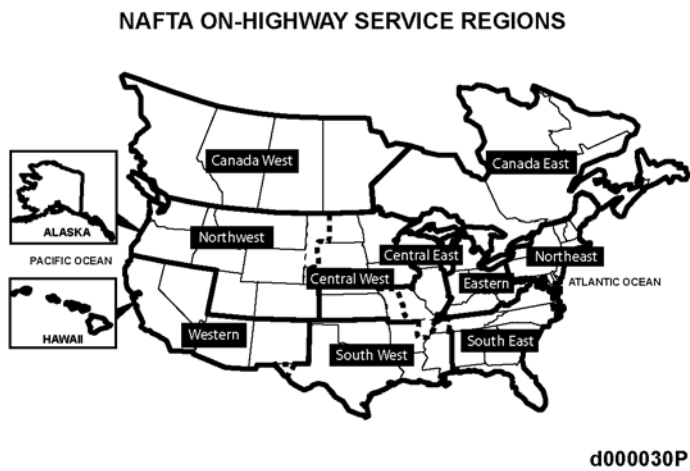 NAFTA ON-HIGHWAY SERVICE REGIONS
Canada West
Canada East
ALASKA
Northwest
Central East
Northeast
PACIFIC OCEAN
Central West
Eastern
ATLANTIC OCEAN
HAWAII
Western
South West
South East
d000030P